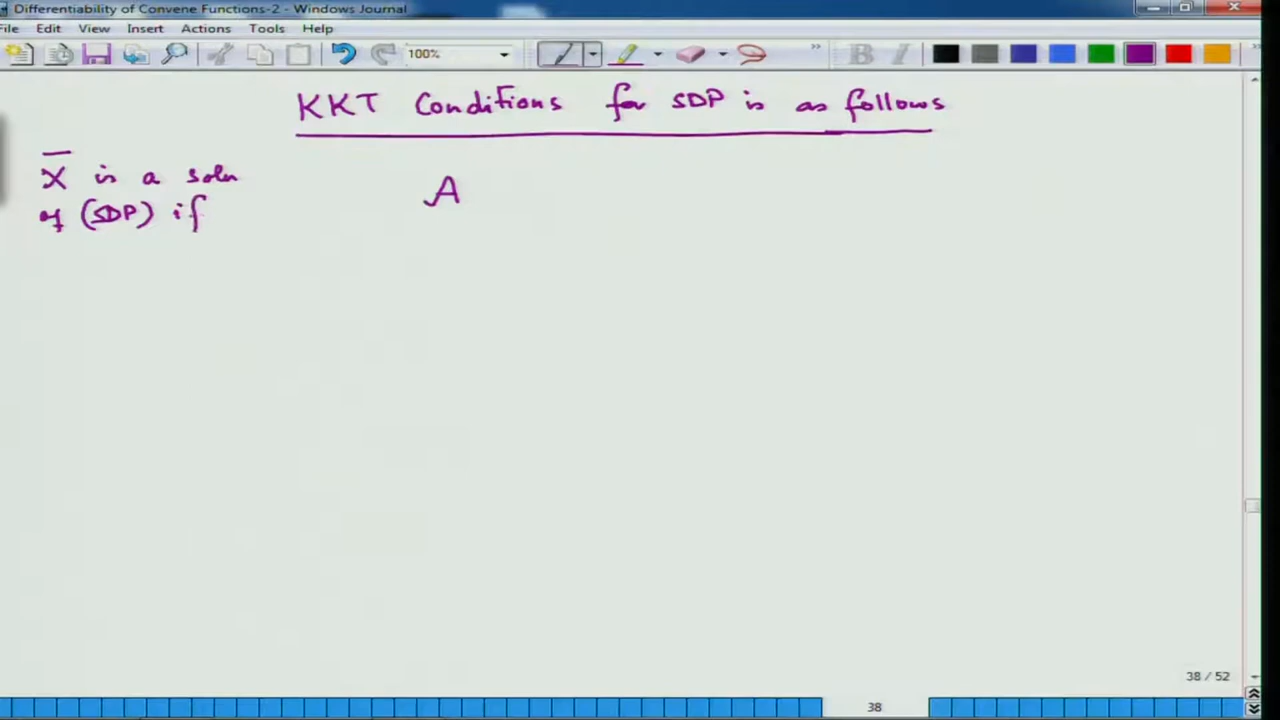 Differentiability of Convene Functions-2 - Windows Journal
File Edit View Insert Actions Tools Help
100%
B I
KKT Conditions for SDP is as follows
X̅ is a soln
of (SDP) if
A
38 / 52
38